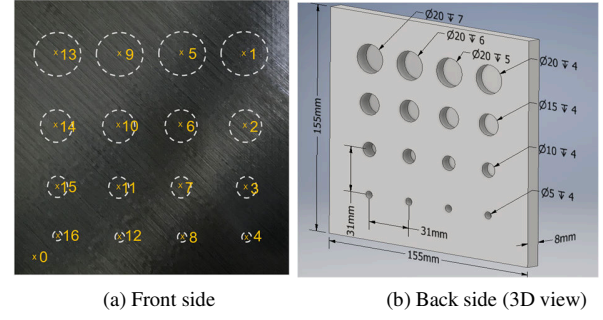 13 9 5 1
14 10 6 2
15 11 7 3
16 12 8 4
0
Ø20 ↧ 7
Ø20 ↧ 6
Ø20 ↧ 5
Ø20 ↧ 4
Ø15 ↧ 4
Ø10 ↧ 4
Ø5 ↧ 4
155mm
31mm
31mm
8mm
155mm
(a) Front side
(b) Back side (3D view)